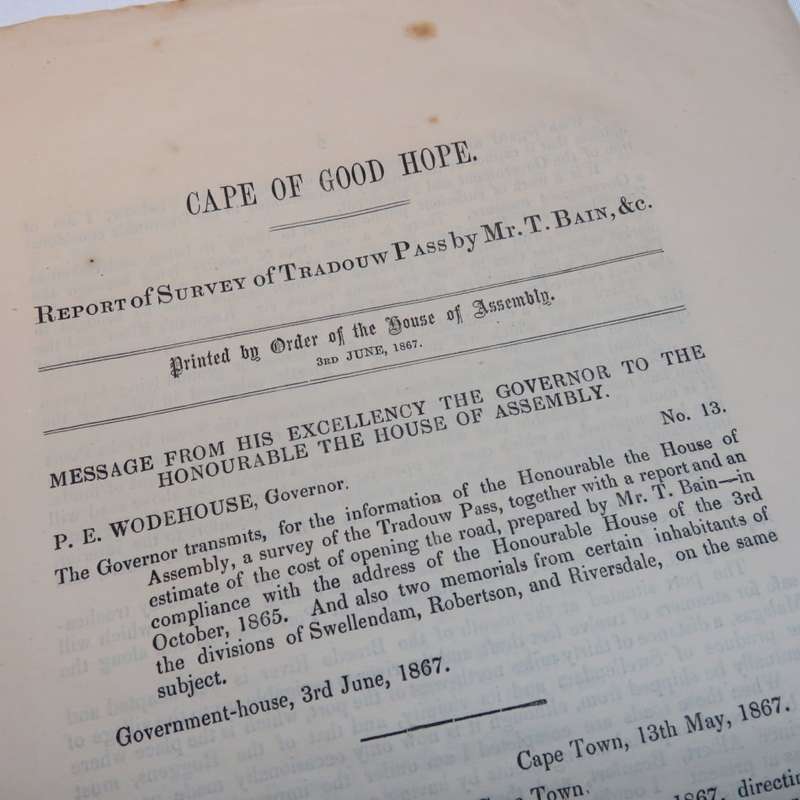 CAPE OF GOOD HOPE.
REPORT of SURVEY of TRADOUW PASS by Mr. T. BAIN, &c.
Printed by Order of the House of Assembly.
3RD JUNE, 1867.
MESSAGE FROM HIS EXCELLENCY THE GOVERNOR TO THE
HONOURABLE THE HOUSE OF ASSEMBLY.
No. 13.
P. E. WODEHOUSE, Governor.
The Governor transmits, for the information of the Honourable the House of
Assembly, a survey of the Tradouw Pass, together with a report and an
estimate of the cost of opening the road, prepared by Mr. T. Bain—in
compliance with the address of the Honourable House of the 3rd
October, 1865. And also two memorials from certain inhabitants of
the divisions of Swellendam, Robertson, and Riversdale, on the same
subject.
Government-house, 3rd June, 1867.
Cape Town, 13th May, 1867.
Town.
1867, directing